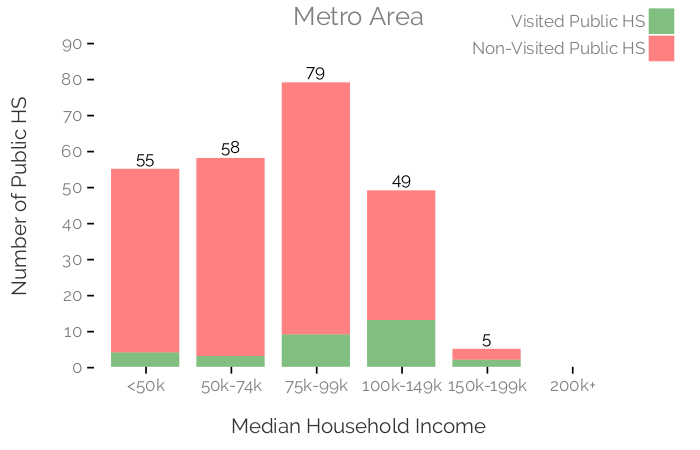 Metro Area
Visited Public HS
Non-Visited Public HS
Number of Public HS
90
80
70
60
50
40
30
20
10
0
55
58
79
49
5
<50k
50k-74k
75k-99k
100k-149k
150k-199k
200k+
Median Household Income